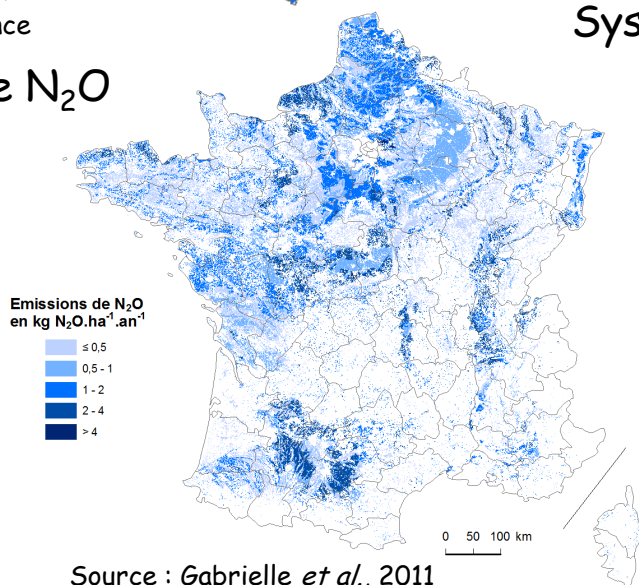 Sys
e N₂O
Emissions de N₂O
en kg N₂O.ha⁻¹.an⁻¹
≤ 0,5
0,5 - 1
1 - 2
2 - 4
> 4
0 50 100 km
Source : Gabrielle et al., 2011